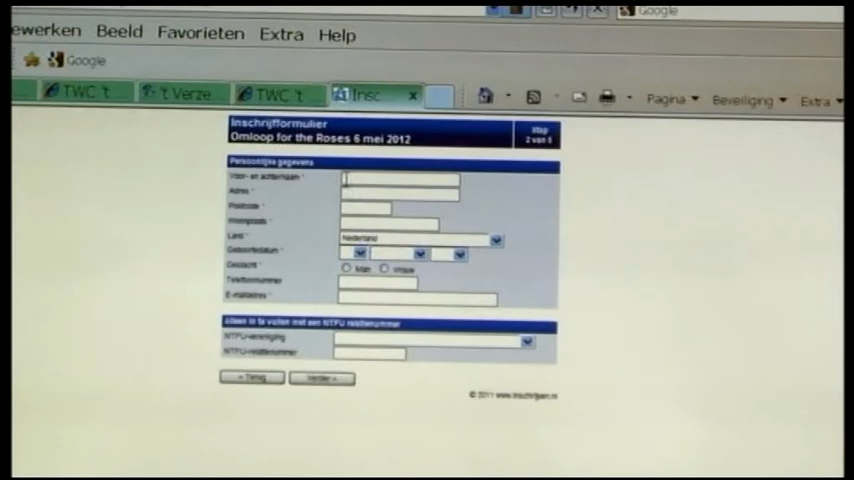 Google
ewerken Beeld Favorieten Extra Help
Google
TWC 't 't Verze TWC 't Insc x Pagina Beveiliging Extra
Inschrijfformulier
Omloop for the Roses 6 mei 2012
stap
2 van 5
Persoonlijke gegevens
Voor- en achternaam *
Adres *
Postcode *
Woonplaats *
Land * Nederland
Geboortedatum *
Geslacht * Man Vrouw
Telefoonnummer
E-mailadres *
Alleen in te vullen met een NTFU relatienummer
NTFU-vereniging
NTFU-relatienummer
« Terug Verder »
© 2011 www.inschrijven.nl